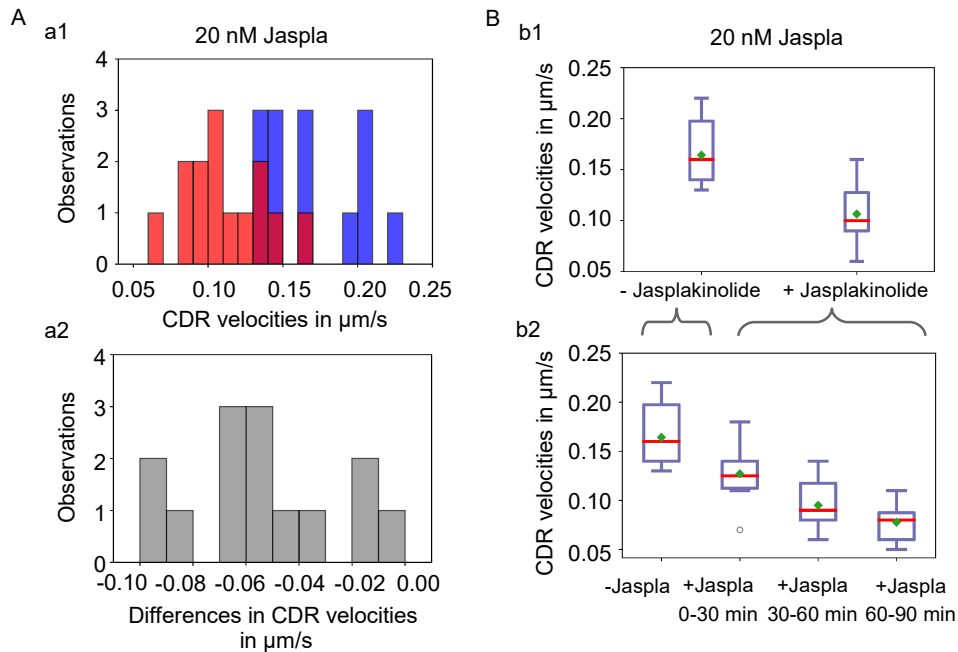 A
a1
20 nM Jaspla
4
3
2
1
0
Observations
0.05 0.10 0.15 0.20 0.25
CDR velocities in µm/s
a2
4
3
2
1
0
Observations
-0.10 -0.08 -0.06 -0.04 -0.02 0.00
Differences in CDR velocities
in µm/s
B
b1
20 nM Jaspla
0.25
0.20
0.15
0.10
0.05
CDR velocities in µm/s
- Jasplakinolide + Jasplakinolide
b2
0.25
0.20
0.15
0.10
0.05
CDR velocities in µm/s
-Jaspla +Jaspla +Jaspla +Jaspla
0-30 min 30-60 min 60-90 min